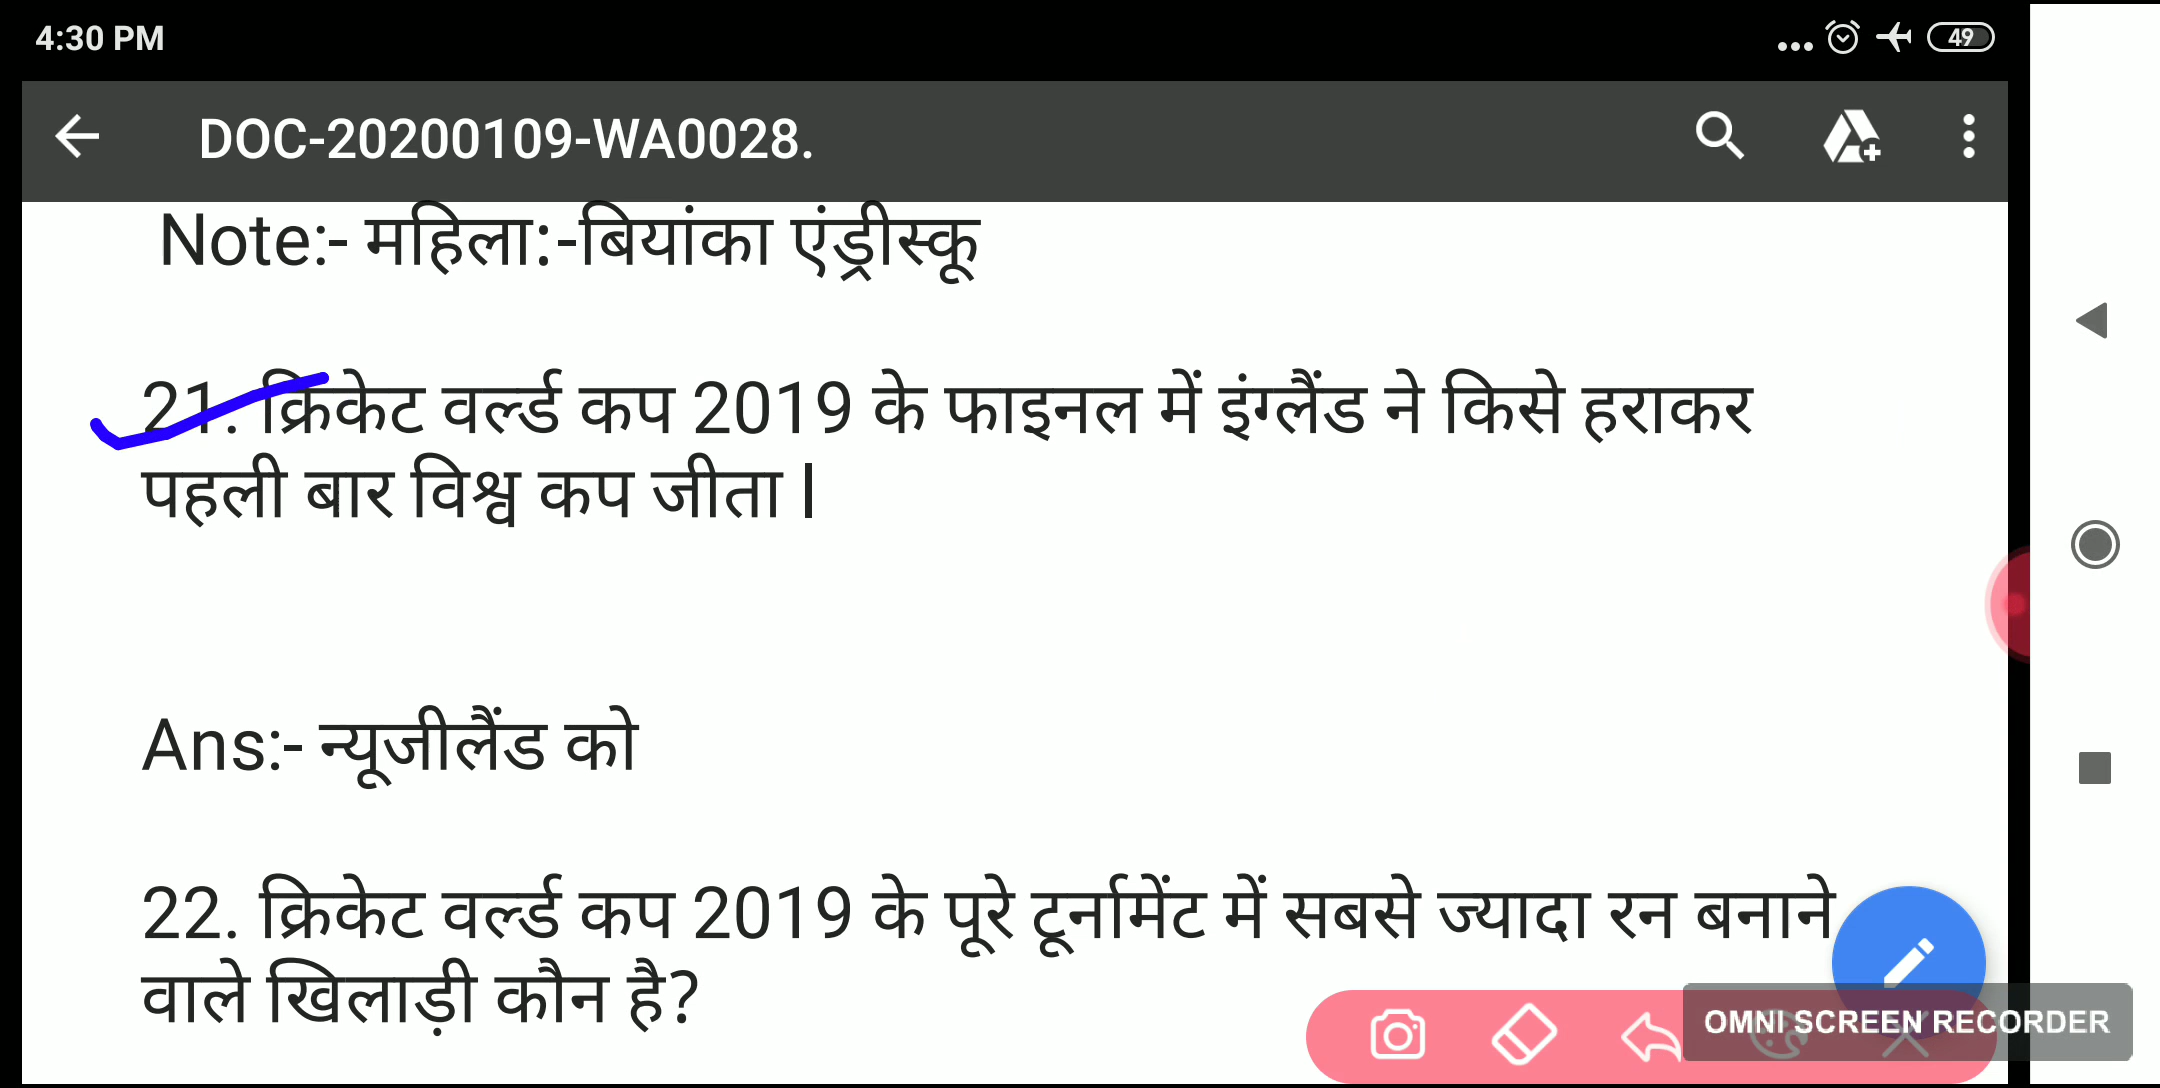 4:30 PM
49
DOC-20200109-WA0028.
Note:- महिला:-बियांका एंड्रीस्कू
21. क्रिकेट वर्ल्ड कप 2019 के फाइनल में इंग्लैंड ने किसे हराकर
पहली बार विश्व कप जीता l
Ans:- न्यूजीलैंड को
22. क्रिकेट वर्ल्ड कप 2019 के पूरे टूर्नामेंट में सबसे ज्यादा रन बनाने
वाले खिलाड़ी कौन है?
OMNI SCREEN RECORDER